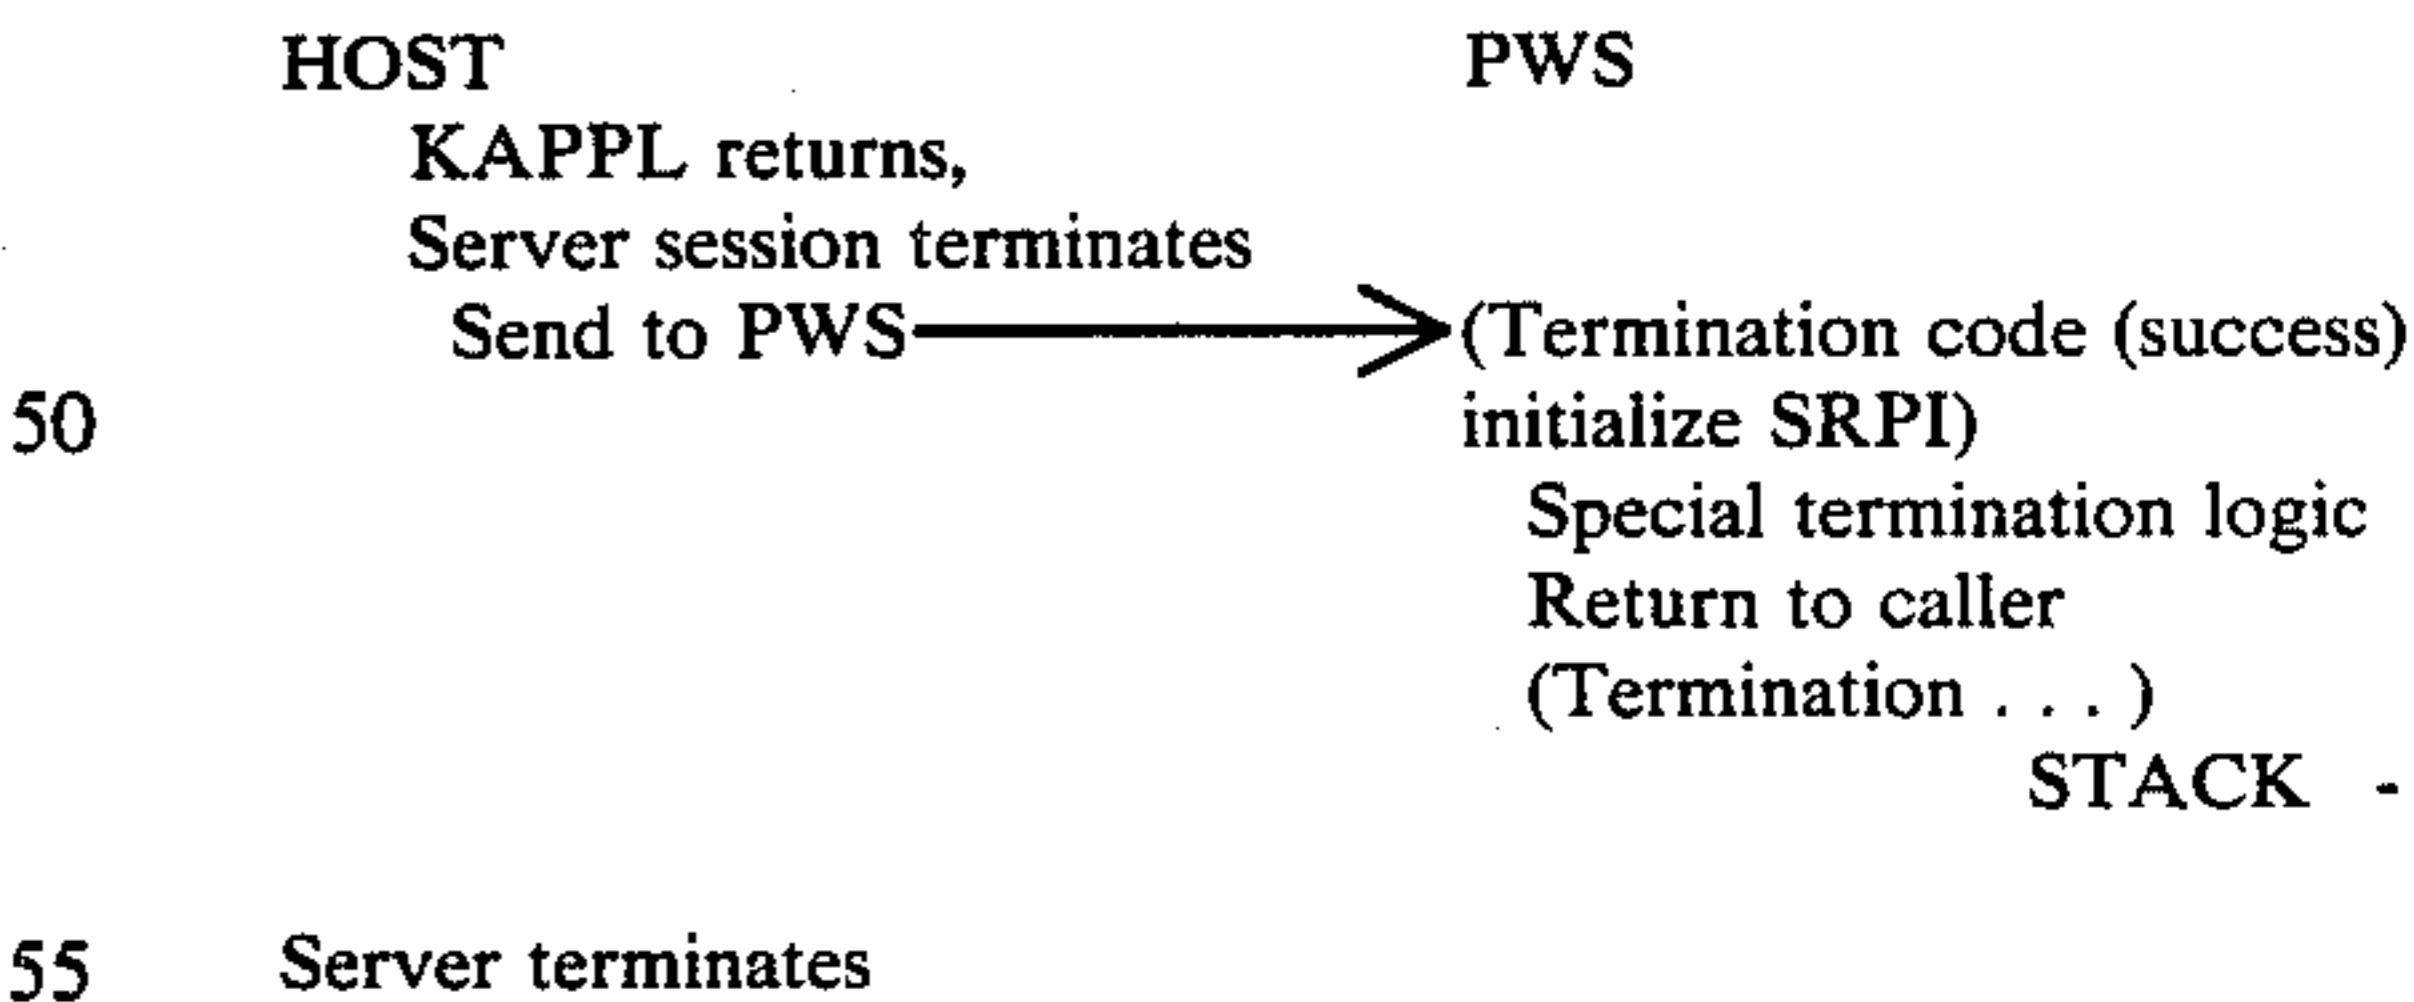 HOST PWS
KAPPL returns,
Server session terminates
Send to PWS (Termination code (success)
50 initialize SRPI)
Special termination logic
Return to caller
(Termination . . . )
STACK -
55 Server terminates